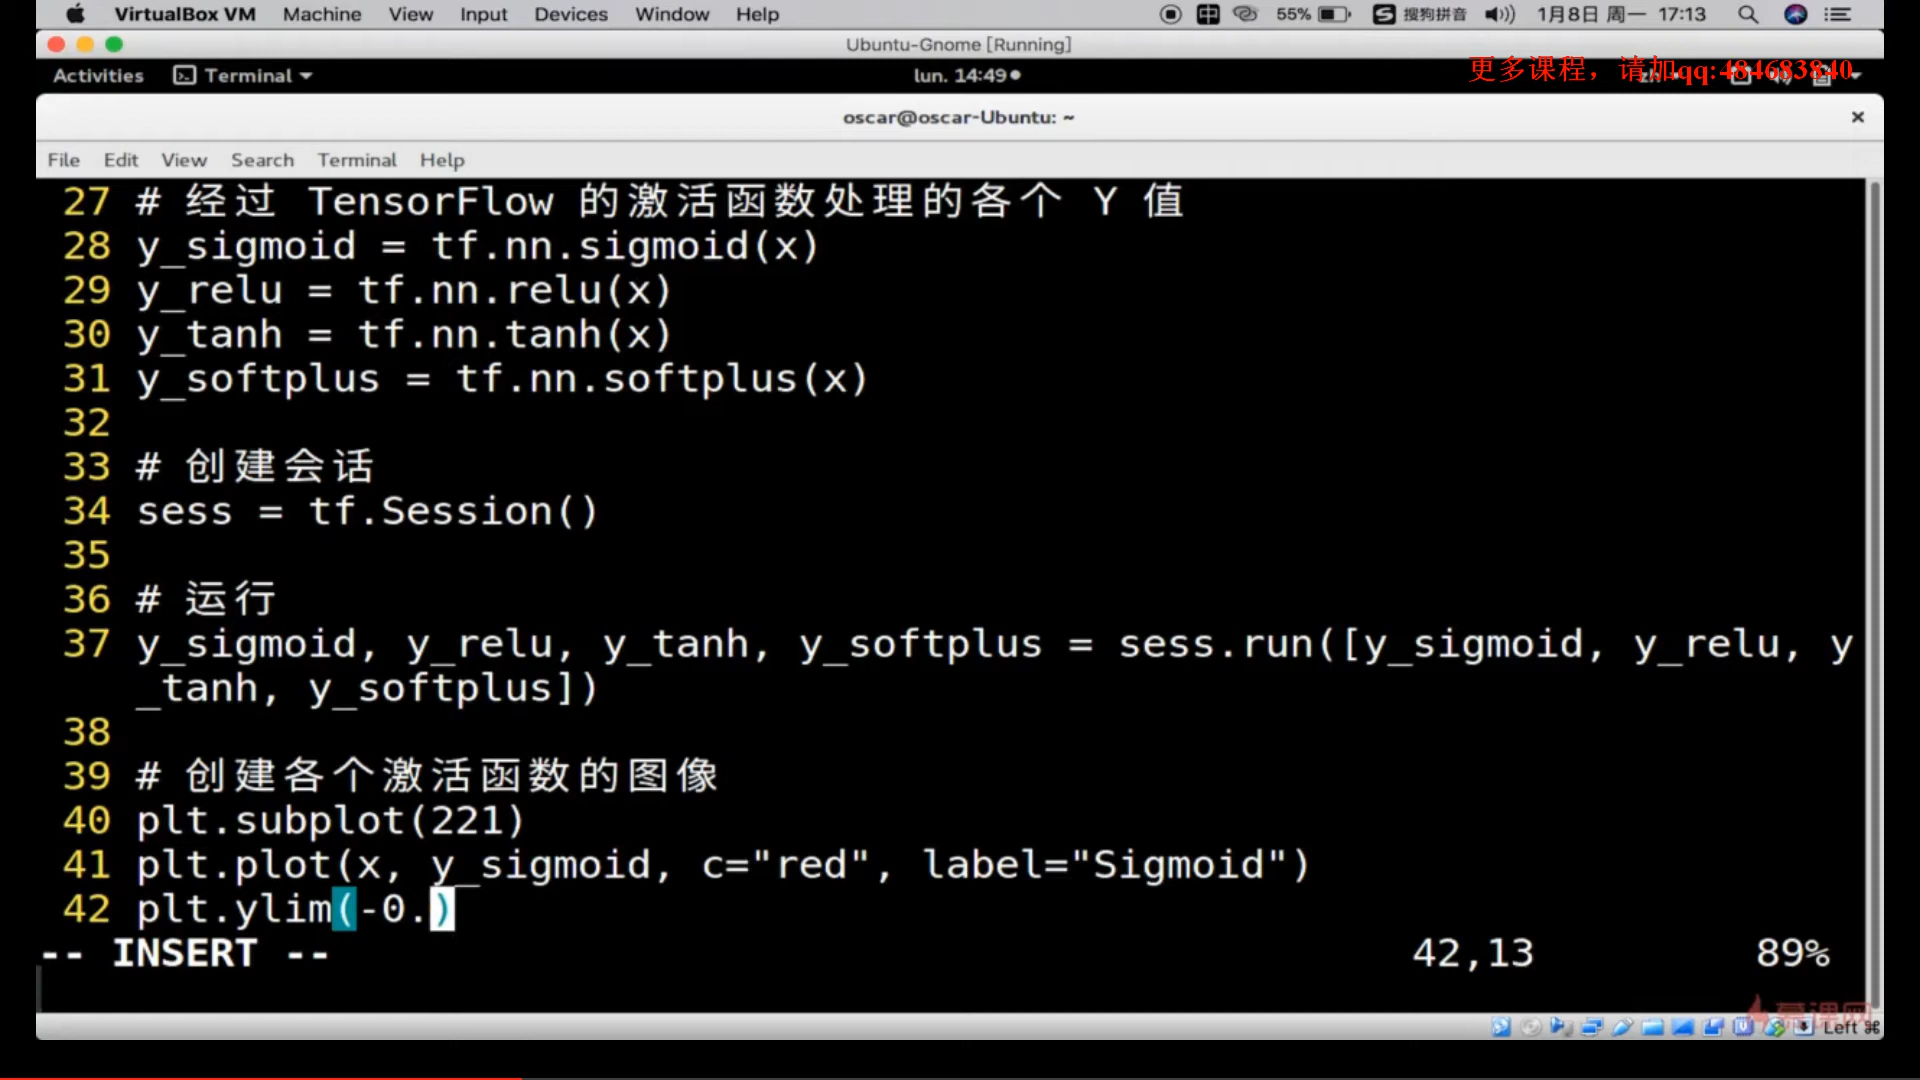 VirtualBox VM Machine View Input Devices Window Help 55% 搜狗拼音 1月8日 周一 17:13
Ubuntu-Gnome [Running]
Activities Terminal lun. 14:49
更多课程，请加qq:484683840
oscar@oscar-Ubuntu: ~
File Edit View Search Terminal Help
27 # 经过 TensorFlow 的激活函数处理的各个 Y 值
28 y_sigmoid = tf.nn.sigmoid(x)
29 y_relu = tf.nn.relu(x)
30 y_tanh = tf.nn.tanh(x)
31 y_softplus = tf.nn.softplus(x)
32
33 # 创建会话
34 sess = tf.Session()
35
36 # 运行
37 y_sigmoid, y_relu, y_tanh, y_softplus = sess.run([y_sigmoid, y_relu, y
_tanh, y_softplus])
38
39 # 创建各个激活函数的图像
40 plt.subplot(221)
41 plt.plot(x, y_sigmoid, c="red", label="Sigmoid")
42 plt.ylim(-0.)
-- INSERT -- 42,13 89%
慕课网
Left ⌘